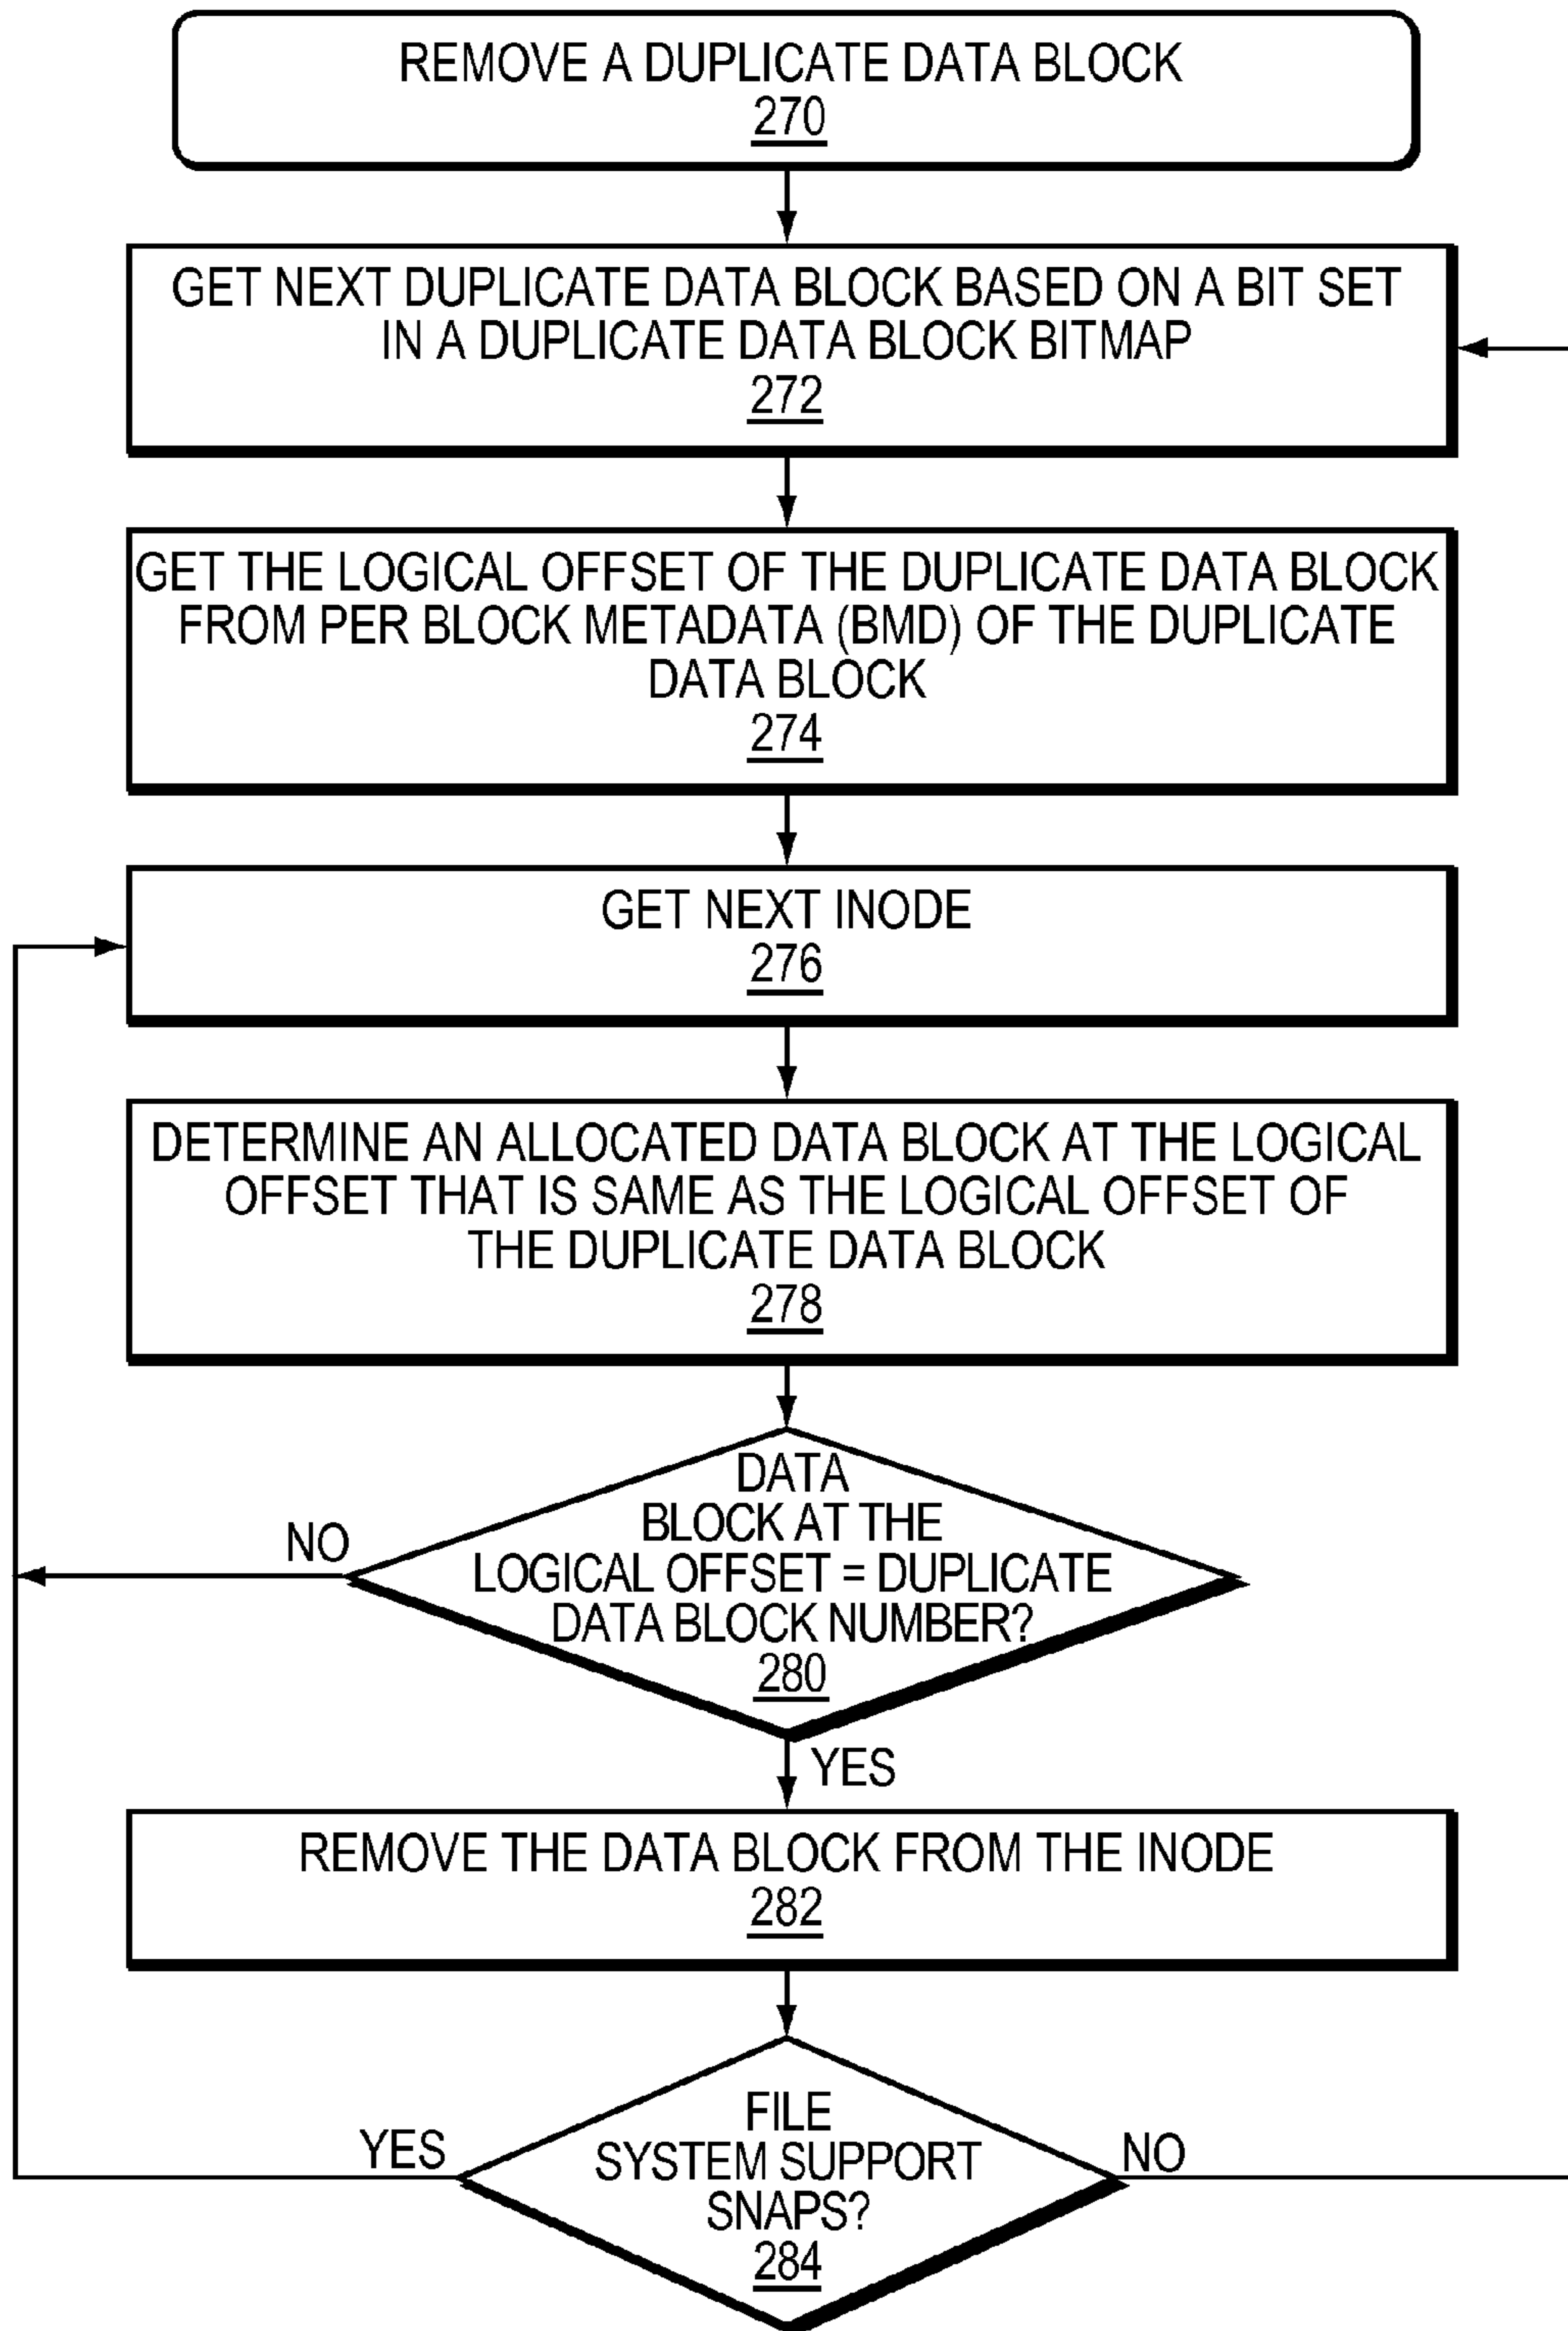 REMOVE A DUPLICATE DATA BLOCK
270
GET NEXT DUPLICATE DATA BLOCK BASED ON A BIT SET
IN A DUPLICATE DATA BLOCK BITMAP
272
GET THE LOGICAL OFFSET OF THE DUPLICATE DATA BLOCK
FROM PER BLOCK METADATA (BMD) OF THE DUPLICATE
DATA BLOCK
274
GET NEXT INODE
276
DETERMINE AN ALLOCATED DATA BLOCK AT THE LOGICAL
OFFSET THAT IS SAME AS THE LOGICAL OFFSET OF
THE DUPLICATE DATA BLOCK
278
DATA
BLOCK AT THE
LOGICAL OFFSET = DUPLICATE
DATA BLOCK NUMBER?
280
NO
YES
REMOVE THE DATA BLOCK FROM THE INODE
282
FILE
SYSTEM SUPPORT
SNAPS?
284
YES
NO